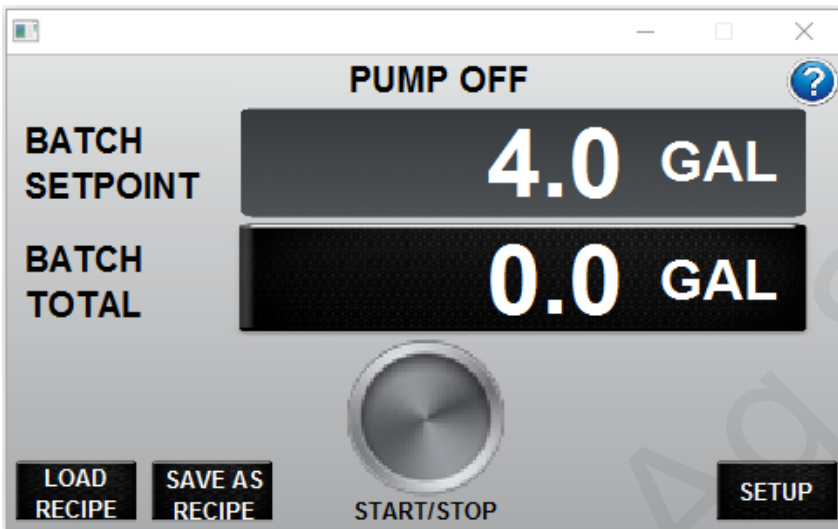 PUMP OFF
?
BATCH
SETPOINT
4.0 GAL
BATCH
TOTAL
0.0 GAL
LOAD
RECIPE
SAVE AS
RECIPE
START/STOP
SETUP